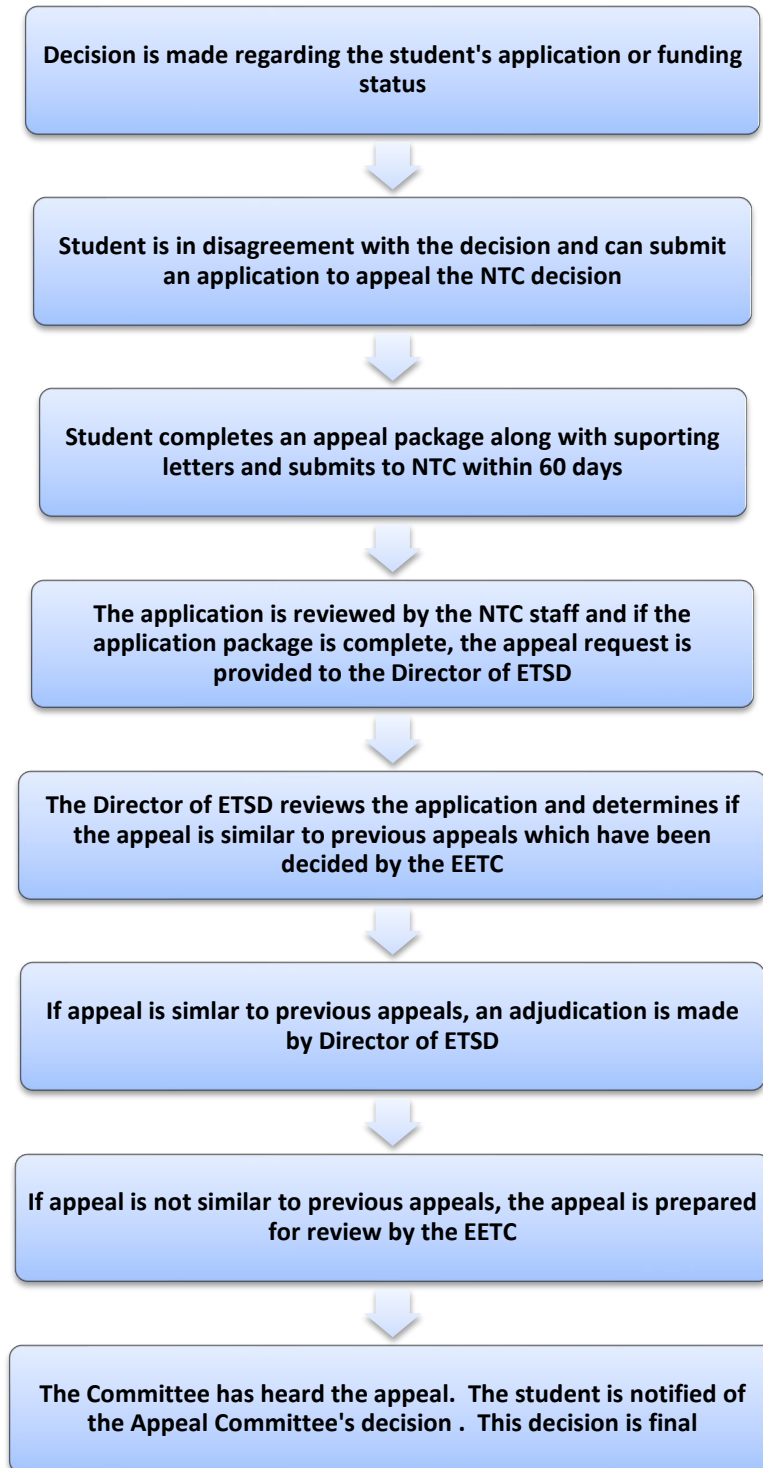 Decision is made regarding the student's application or funding
status
Student is in disagreement with the decision and can submit
an application to appeal the NTC decision
Student completes an appeal package along with suporting
letters and submits to NTC within 60 days
The application is reviewed by the NTC staff and if the
application package is complete, the appeal request is
provided to the Director of ETSD
The Director of ETSD reviews the application and determines if
the appeal is similar to previous appeals which have been
decided by the EETC
If appeal is simlar to previous appeals, an adjudication is made
by Director of ETSD
If appeal is not similar to previous appeals, the appeal is prepared
for review by the EETC
The Committee has heard the appeal.  The student is notified of
the Appeal Committee's decision .  This decision is final